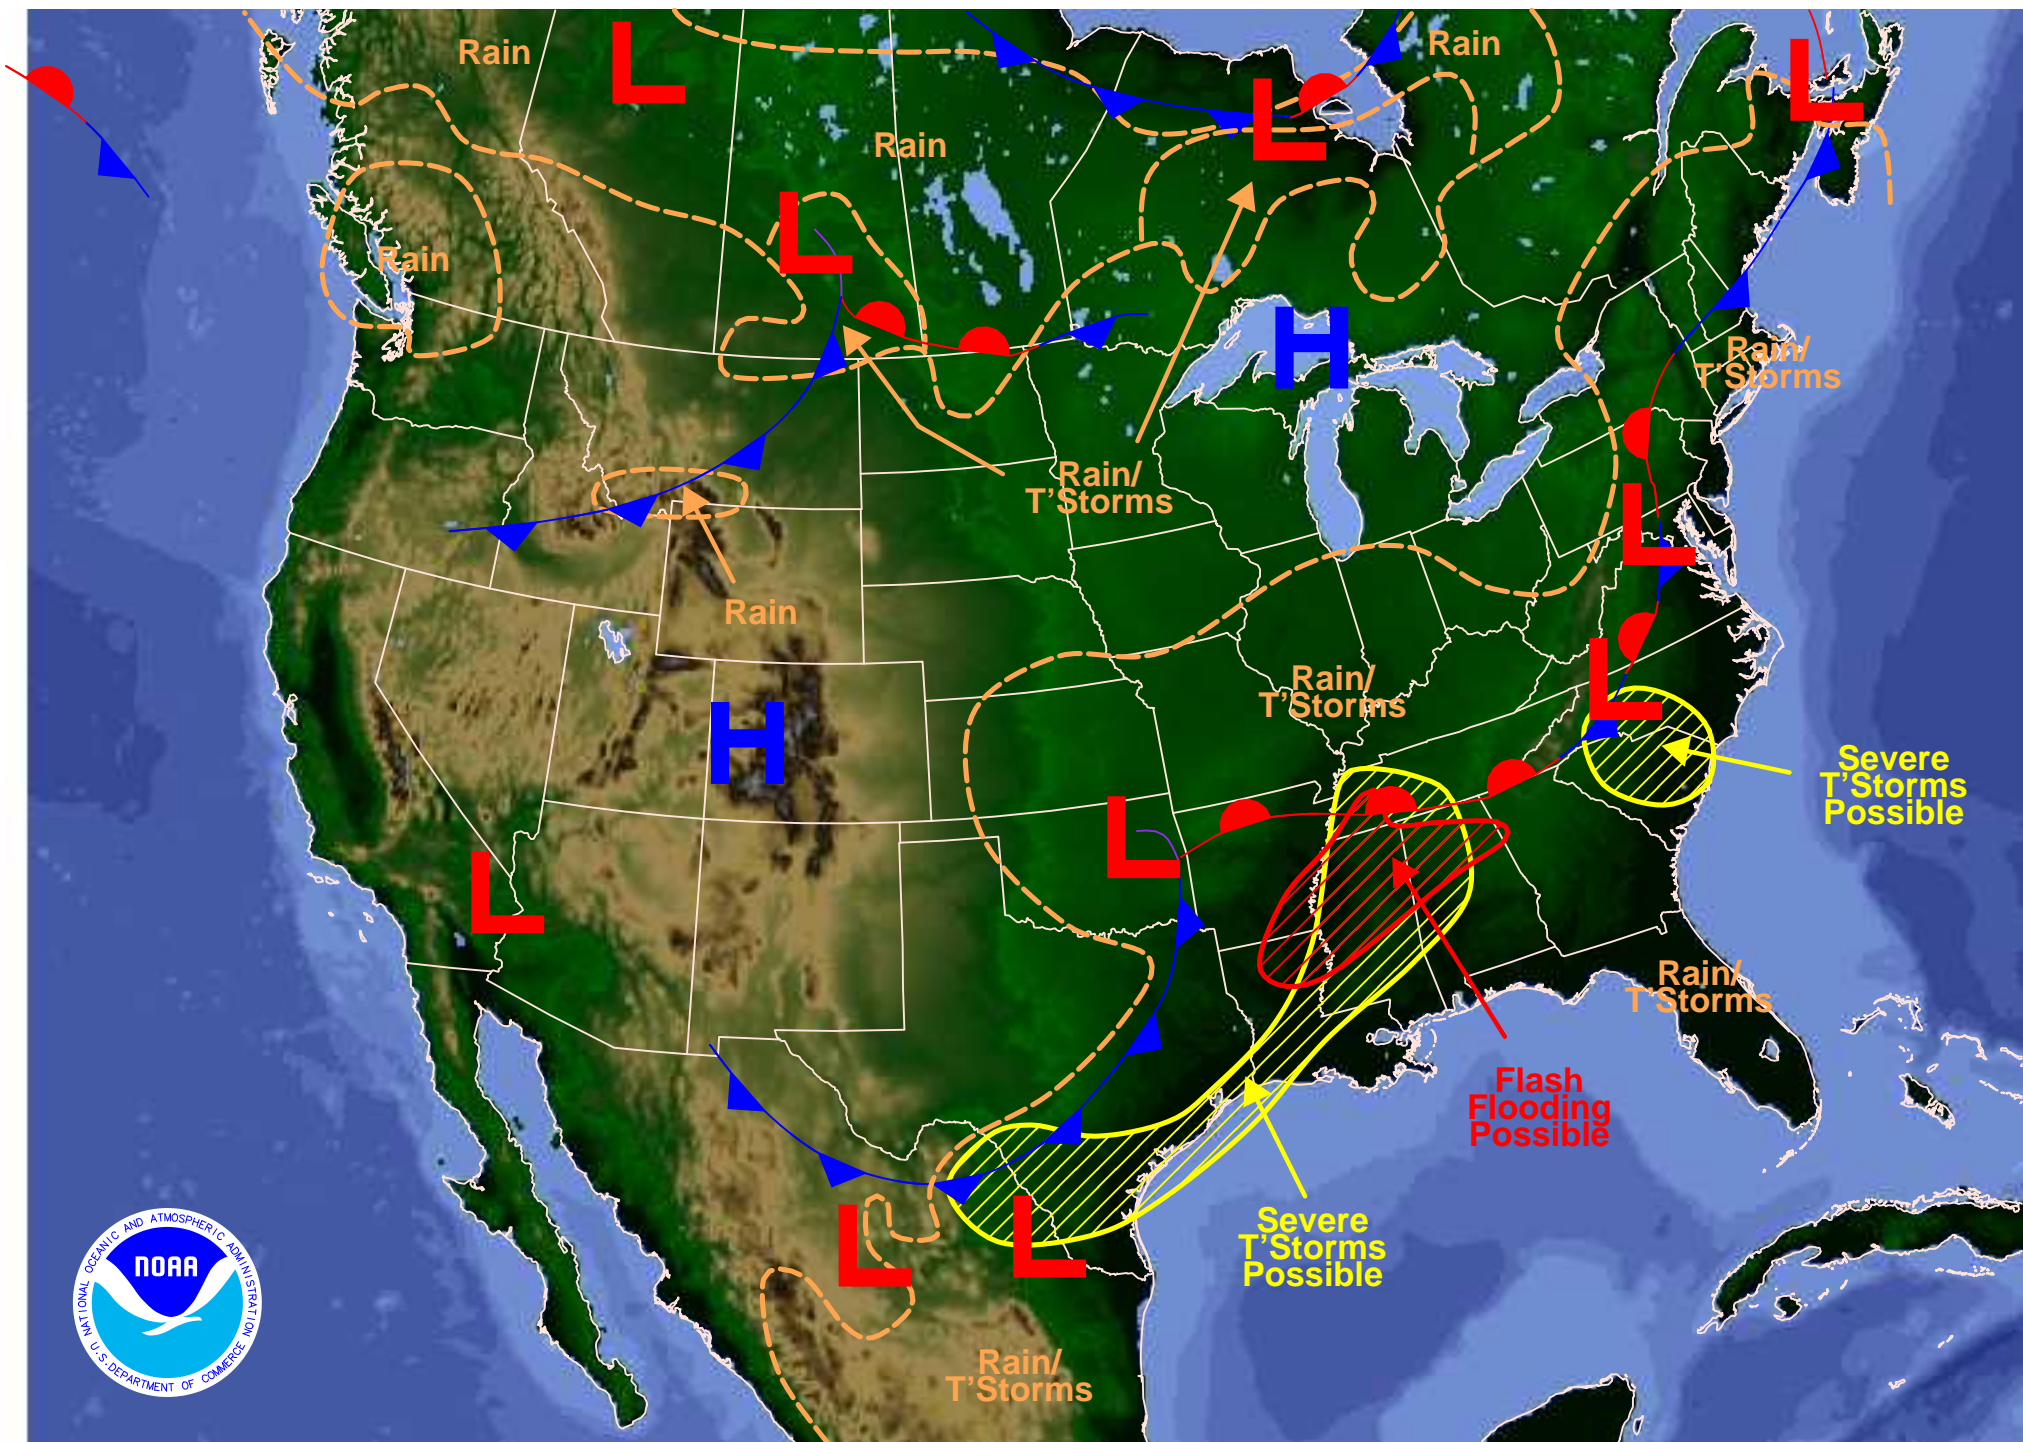 Rain
L
Rain
L
L
Rain
L
Rain
H
Rain/
T'Storms
Rain/
T'Storms
L
Rain
Rain/
T'Storms
L
H
Severe
T'Storms
Possible
L
L
Rain/
T'Storms
Flash
Flooding
Possible
L
L
Severe
T'Storms
Possible
Rain/
T'Storms
NATIONAL OCEANIC AND ATMOSPHERIC ADMINISTRATION
NOAA
U.S. DEPARTMENT OF COMMERCE